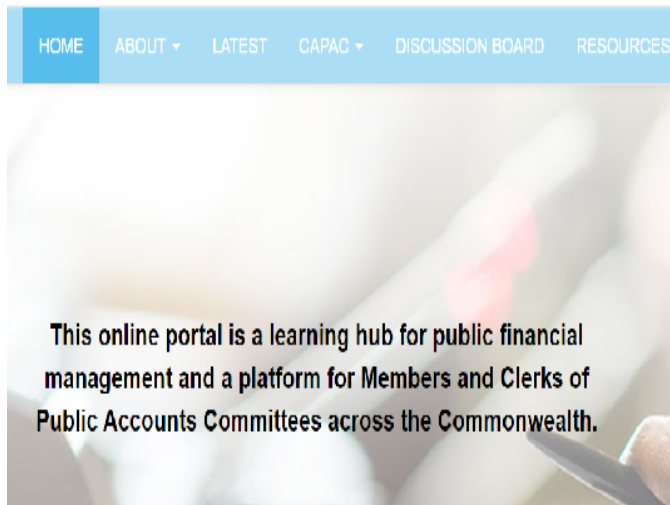 HOME ABOUT LATEST CAPAC DISCUSSION BOARD RESOURCES
This online portal is a learning hub for public financial
management and a platform for Members and Clerks of
Public Accounts Committees across the Commonwealth.